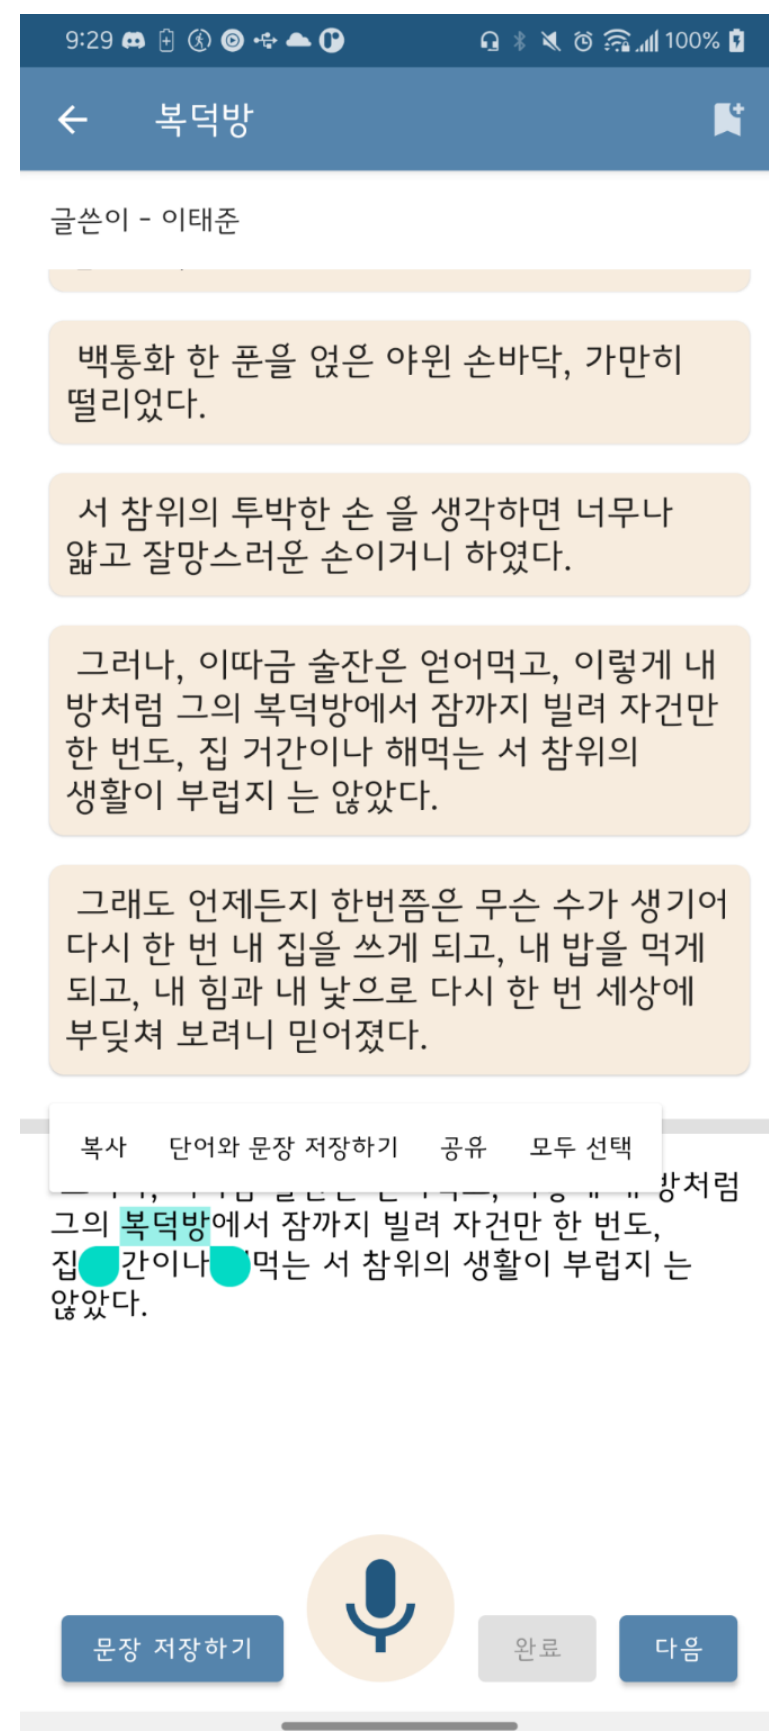 9:29
100%
복덕방
글쓴이 - 이태준
백통화 한 푼을 얹은 야윈 손바닥, 가만히
떨리었다.
서 참위의 투박한 손 을 생각하면 너무나
얇고 잘망스러운 손이거니 하였다.
그러나, 이따금 술잔은 얻어먹고, 이렇게 내
방처럼 그의 복덕방에서 잠까지 빌려 자건만
한 번도, 집 거간이나 해먹는 서 참위의
생활이 부럽지 는 않았다.
그래도 언제든지 한번쯤은 무슨 수가 생기어
다시 한 번 내 집을 쓰게 되고, 내 밥을 먹게
되고, 내 힘과 내 낯으로 다시 한 번 세상에
부딪쳐 보려니 믿어졌다.
복사 단어와 문장 저장하기 공유 모두 선택
방처럼
그의 복덕방에서 잠까지 빌려 자건만 한 번도,
집 간이나 먹는 서 참위의 생활이 부럽지 는
않았다.
문장 저장하기
완료
다음